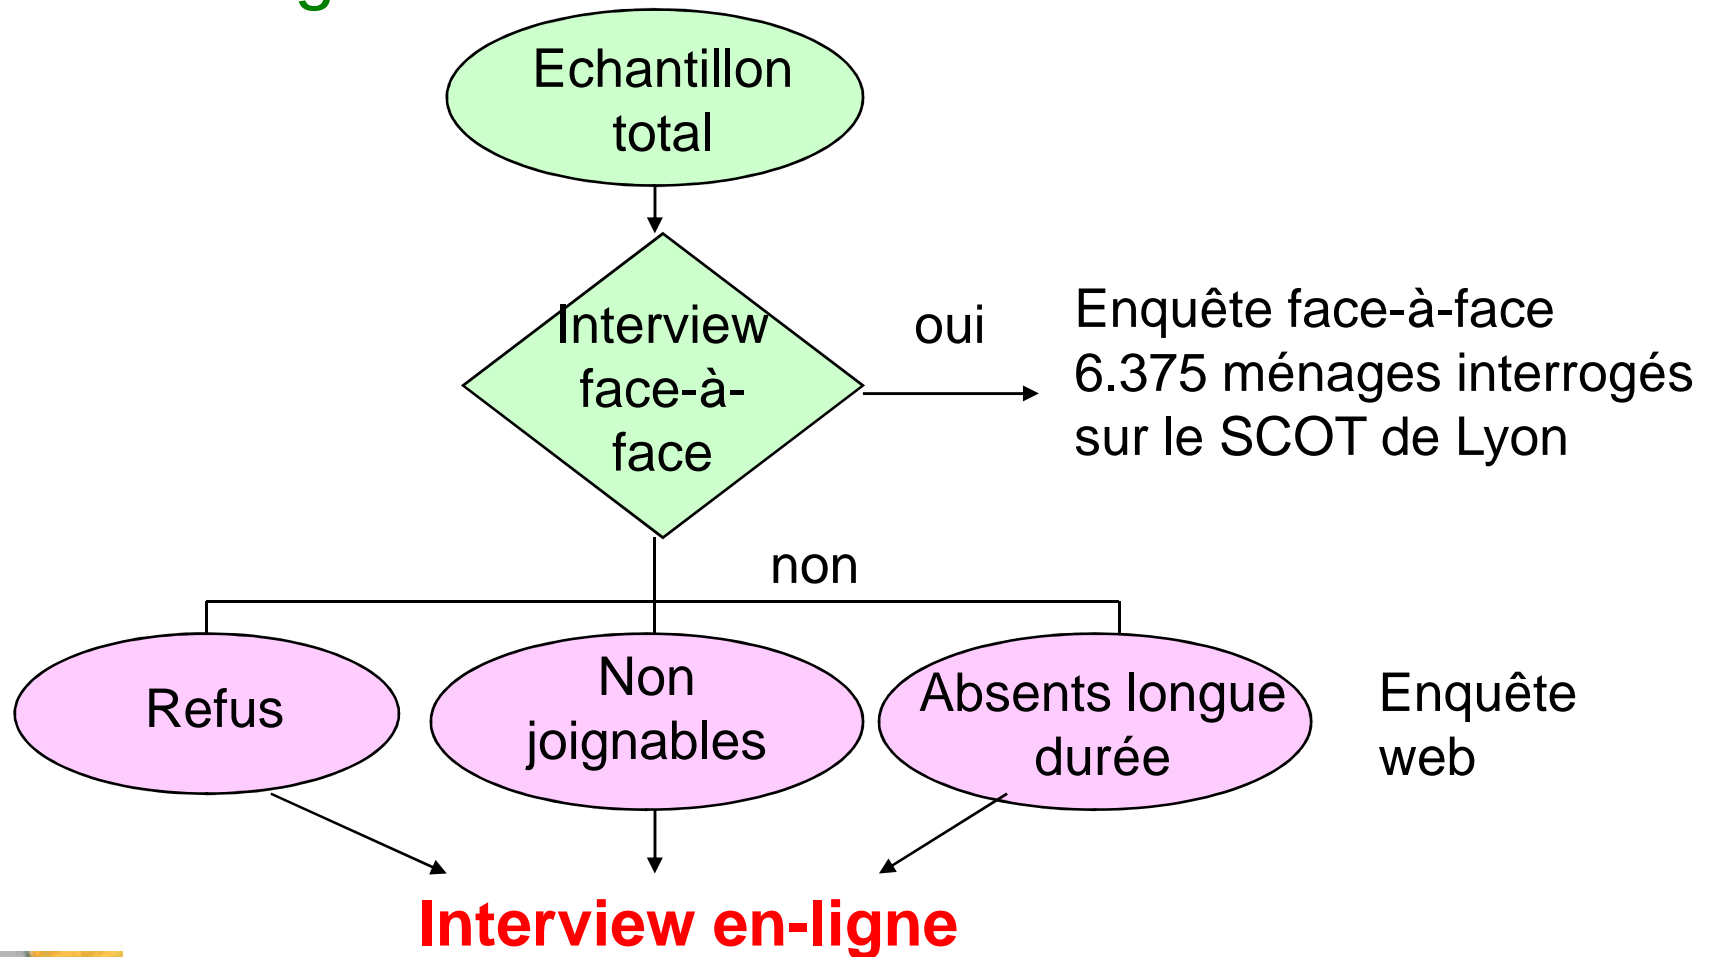 Echantillon
total
Interview
face-à-
face
oui
Enquête face-à-face
6.375 ménages interrogés
sur le SCOT de Lyon
non
Refus
Non
joignables
Absents longue
durée
Enquête
web
Interview en-ligne